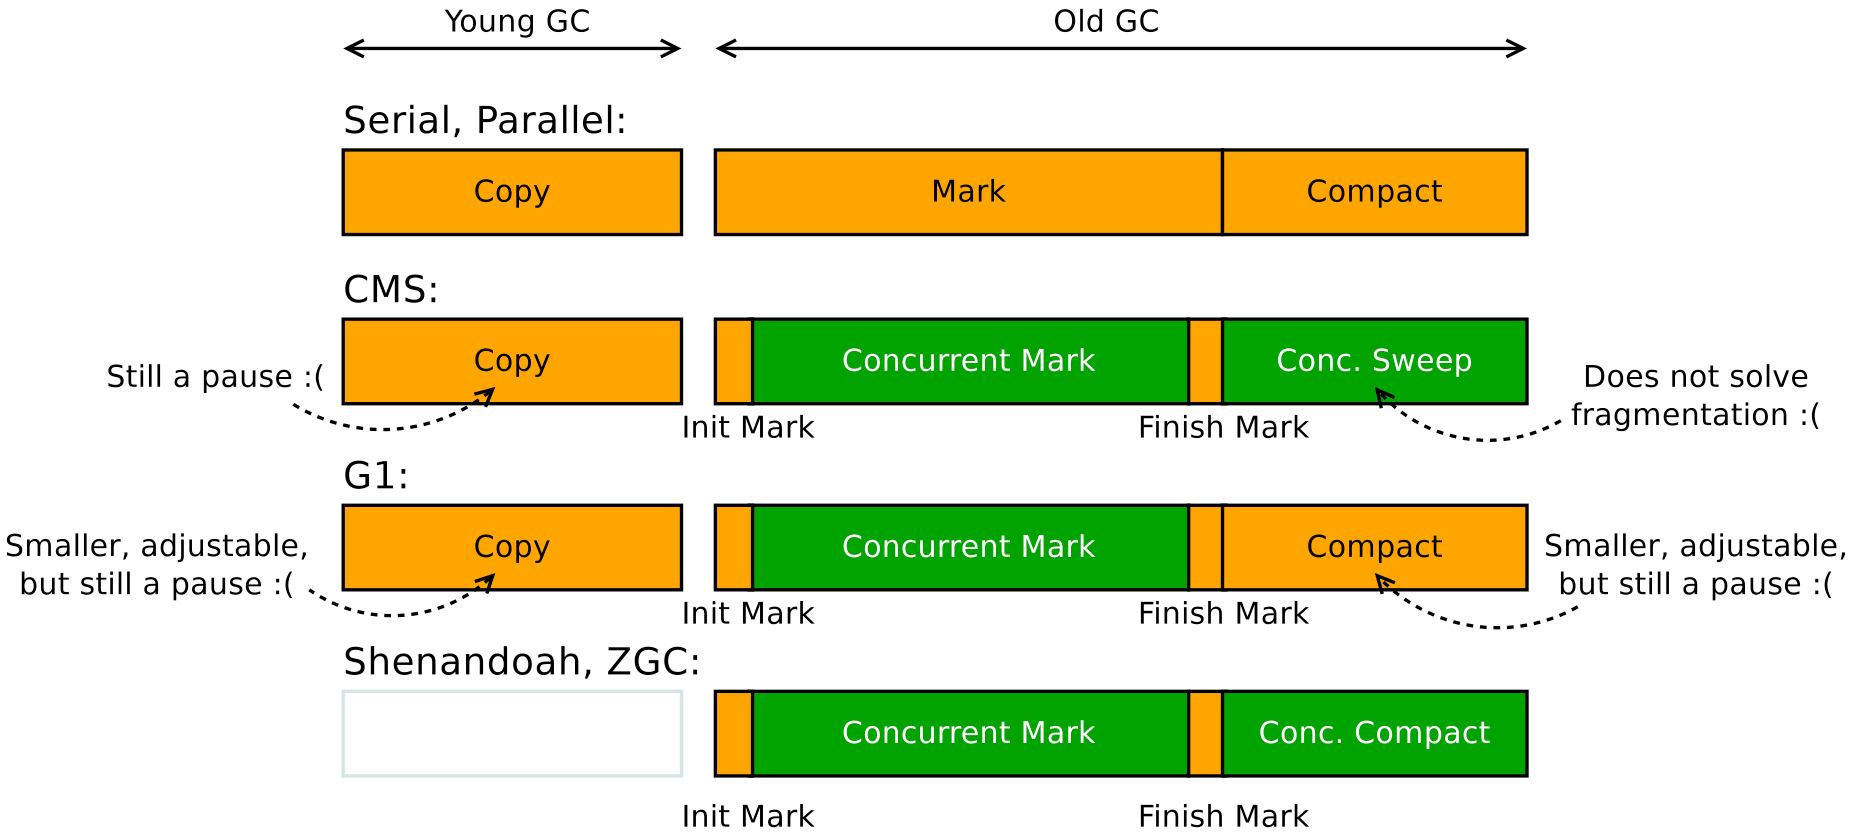 Young GC
Old GC
Serial, Parallel:
Copy
Mark
Compact
CMS:
Still a pause :(
Copy
Concurrent Mark
Conc. Sweep
Does not solve
fragmentation :(
Init Mark
Finish Mark
G1:
Smaller, adjustable,
but still a pause :(
Copy
Concurrent Mark
Compact
Smaller, adjustable,
but still a pause :(
Init Mark
Finish Mark
Shenandoah, ZGC:
Concurrent Mark
Conc. Compact
Init Mark
Finish Mark